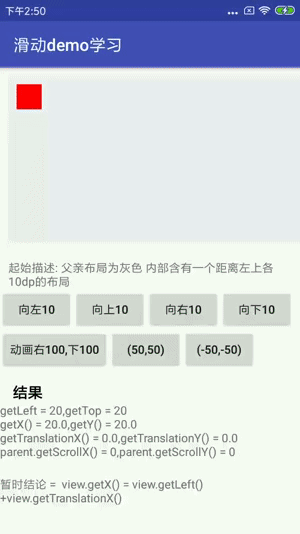 下午2:50
滑动demo学习
起始描述: 父亲布局为灰色 内部含有一个距离左上各
10dp的布局
向左10 向上10 向右10 向下10
动画右100,下100 (50,50) (-50,-50)
结果
getLeft = 20,getTop = 20
getX() = 20.0,getY() = 20.0
getTranslationX() = 0.0,getTranslationY() = 0.0
parent.getScrollX() = 0,parent.getScrollY() = 0
暂时结论 = view.getX() = view.getLeft()
+view.getTranslationX()